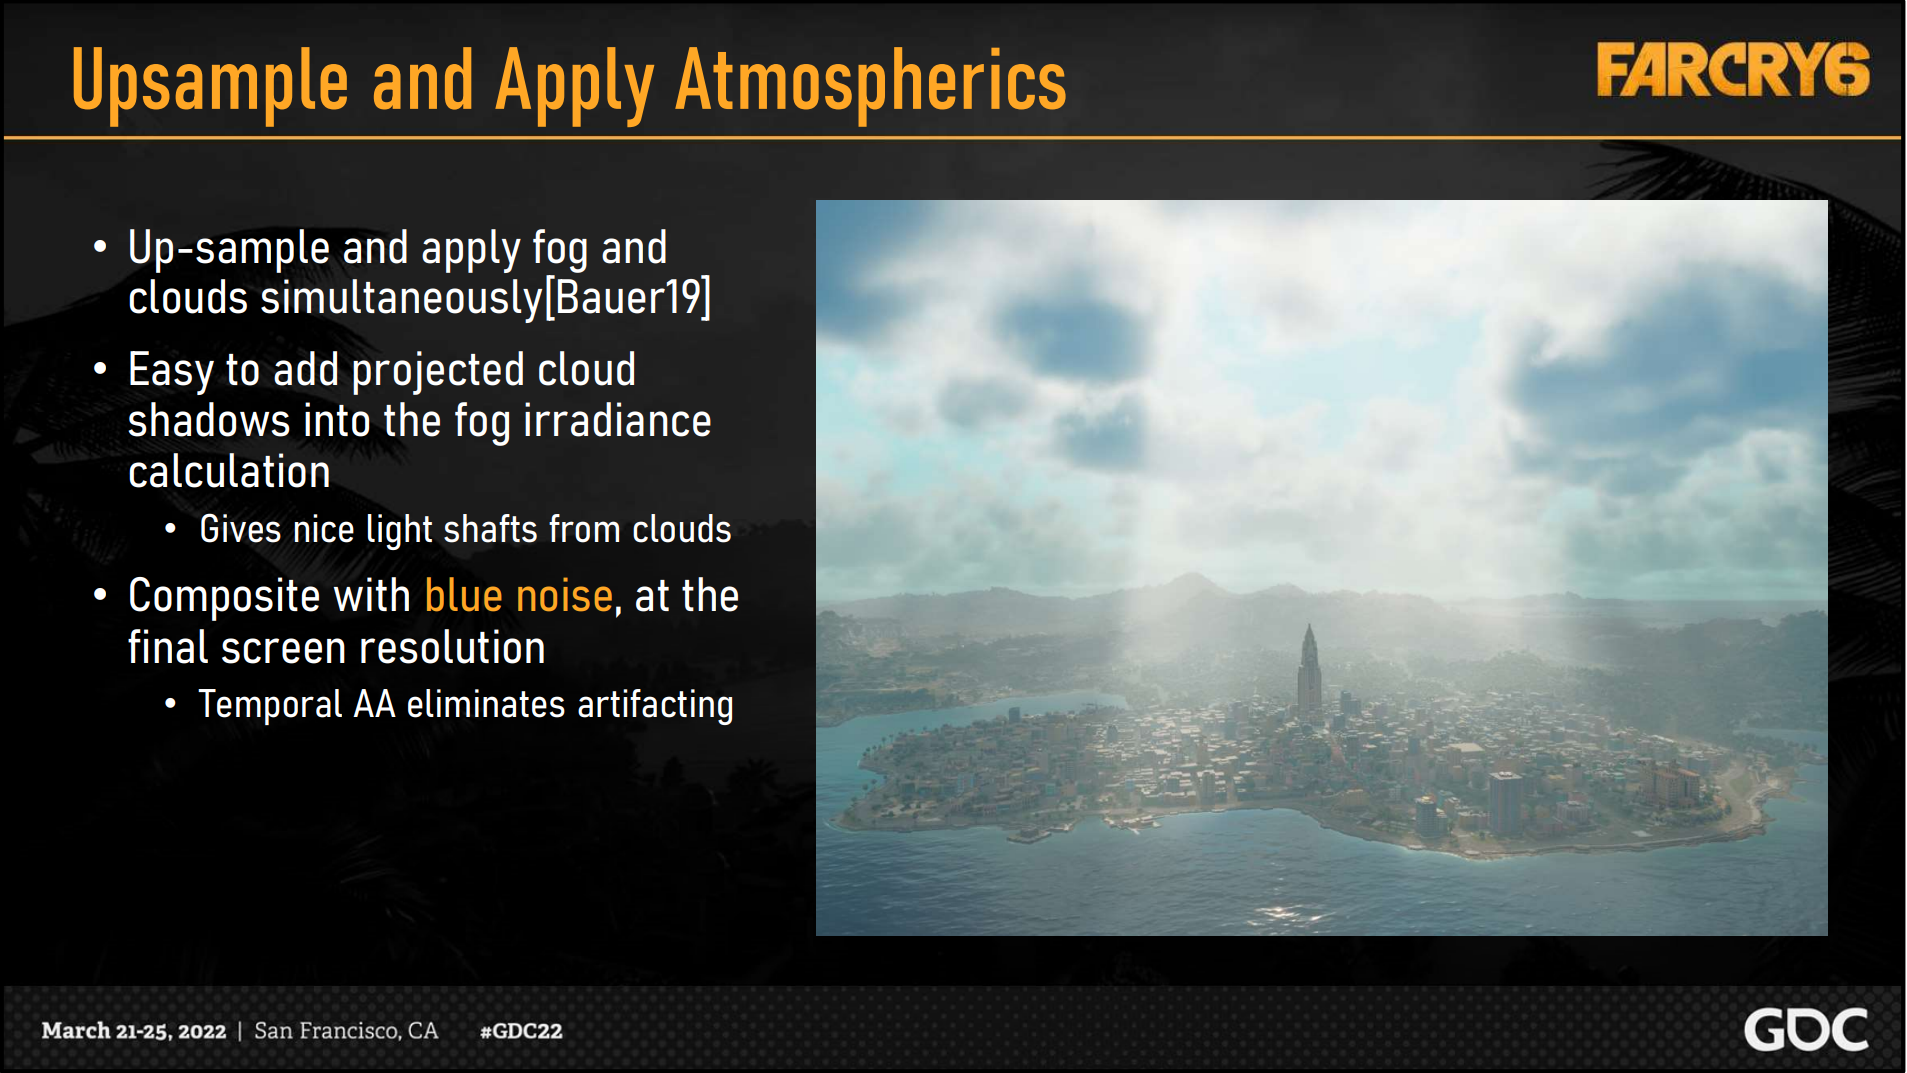 Upsample and Apply Atmospherics
FARCRY6
• Up-sample and apply fog and
clouds simultaneously[Bauer19]
• Easy to add projected cloud
shadows into the fog irradiance
calculation
• Gives nice light shafts from clouds
• Composite with blue noise, at the
final screen resolution
• Temporal AA eliminates artifacting
March 21-25, 2022 | San Francisco, CA #GDC22
GDC